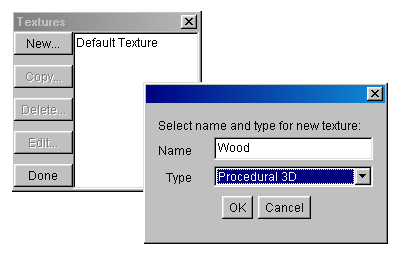 Textures
New...
Default Texture
Copy...
Delete...
Edit...
Done
Select name and type for new texture:
Name
Wood
Type
Procedural 3D
OK
Cancel